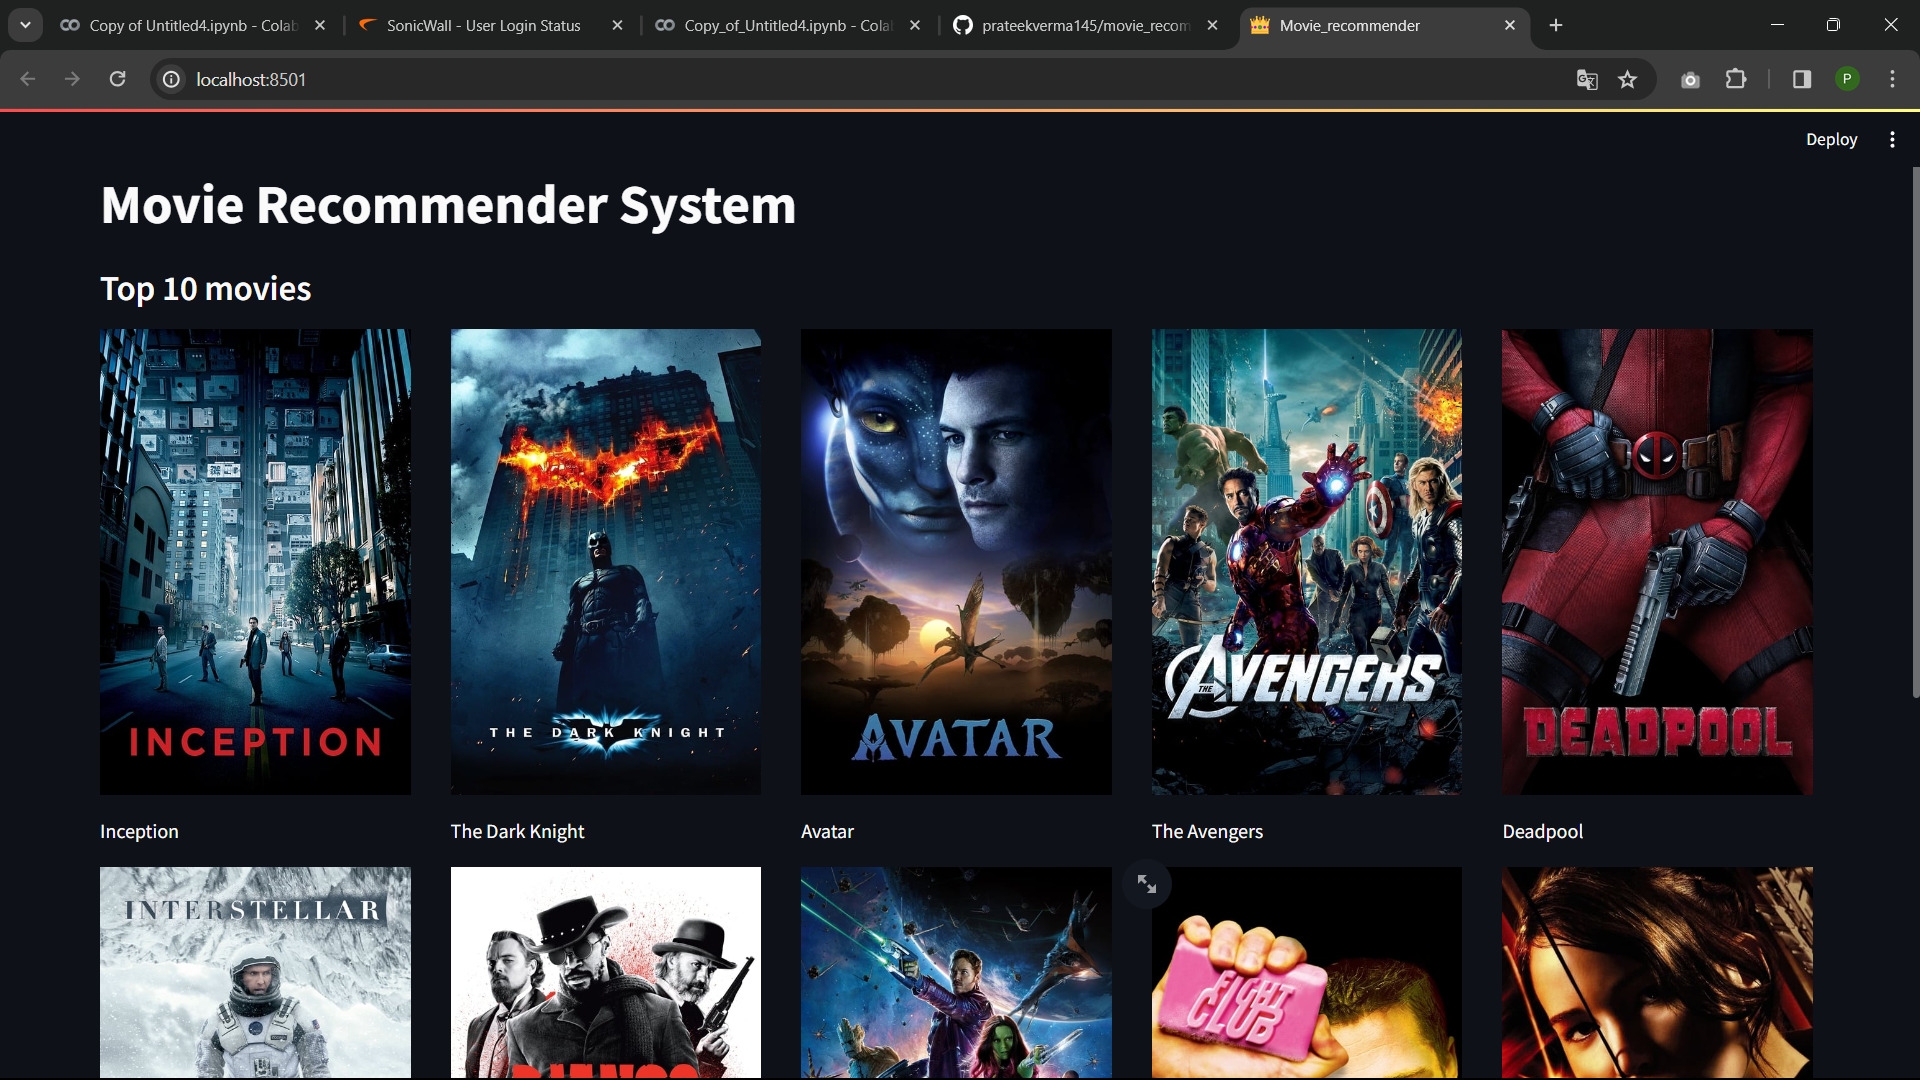 Copy of Untitled4.ipynb - Colab
SonicWall - User Login Status
Copy_of_Untitled4.ipynb - Cola
prateekverma145/movie_recom
Movie_recommender
localhost:8501
P
Deploy
Movie Recommender System
Top 10 movies
INCEPTION
THE DARK KNIGHT
AVATAR
THE AVENGERS
DEADPOOL
Inception
The Dark Knight
Avatar
The Avengers
Deadpool
INTERSTELLAR
FIGHT CLUB